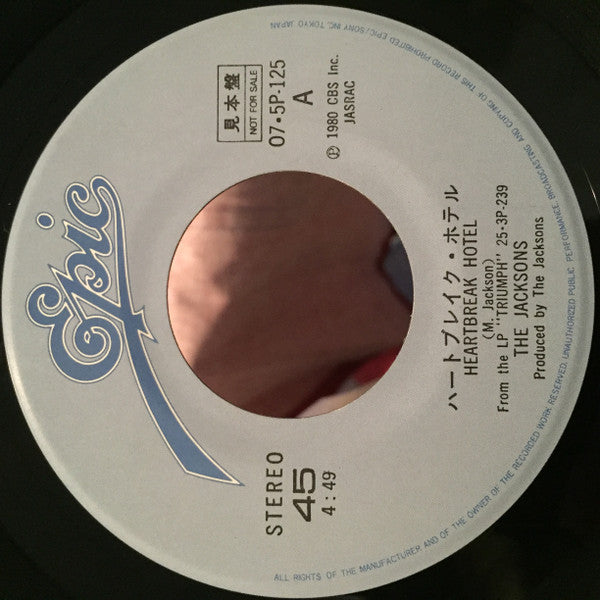 Epic
見本盤
NOT FOR SALE
07・5P-125
A
Ⓟ 1980 CBS Inc.
JASRAC
STEREO
45
4:49
ハートブレイク・ホテル
HEARTBREAK HOTEL
(M. Jackson)
From the LP "TRIUMPH" 25・3P-239
THE JACKSONS
Produced by The Jacksons
ALL RIGHTS OF THE MANUFACTURER AND OF THE OWNER OF THE RECORDED WORK RESERVED, UNAUTHORIZED PUBLIC PERFORMANCE, BROADCASTING AND COPYING OF THIS RECORD PROHIBITED EPIC/SONY INC. TOKYO JAPAN